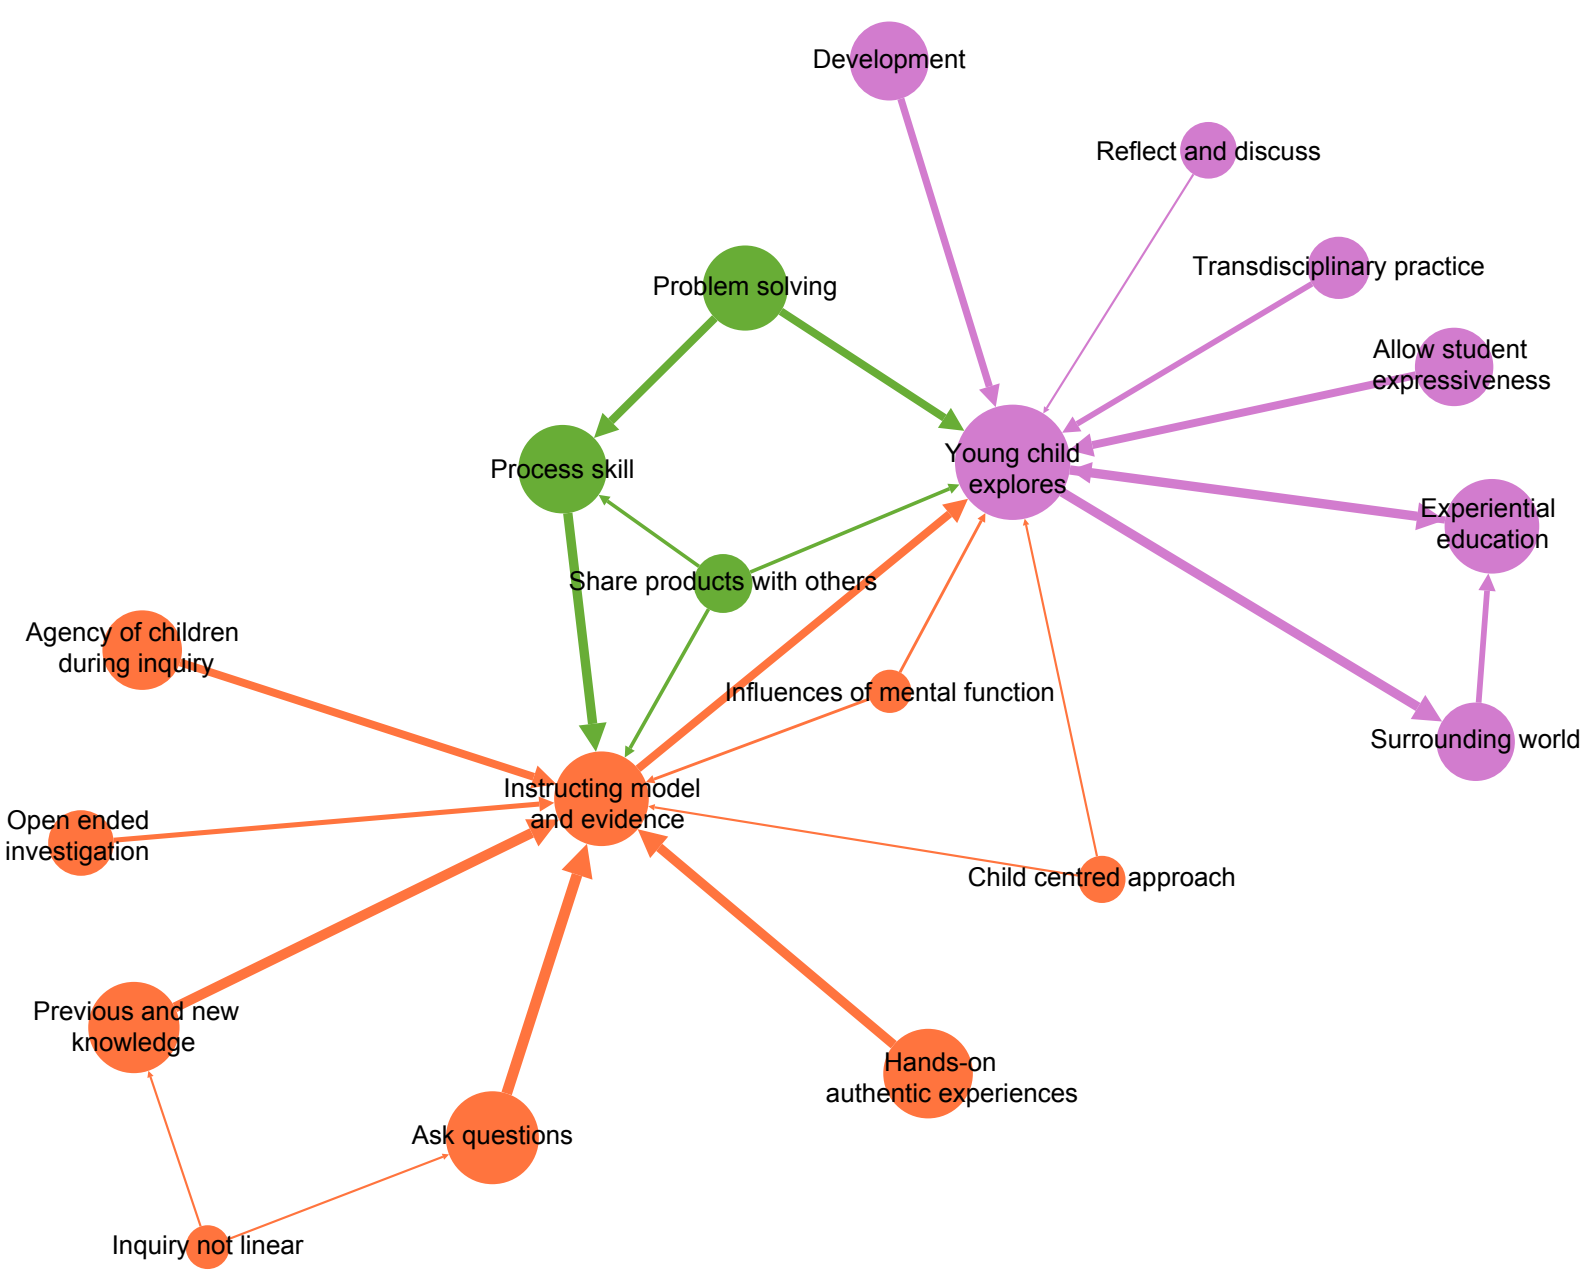 Development
Reflect and discuss
Transdisciplinary practice
Problem solving
Allow student
expressiveness
Young child
explores
Process skill
Experiential
education
Share products with others
Agency of children
during inquiry
Influences of mental function
Surrounding world
Instructing model
and evidence
Open ended
investigation
Child centred approach
Previous and new
knowledge
Hands-on
authentic experiences
Ask questions
Inquiry not linear